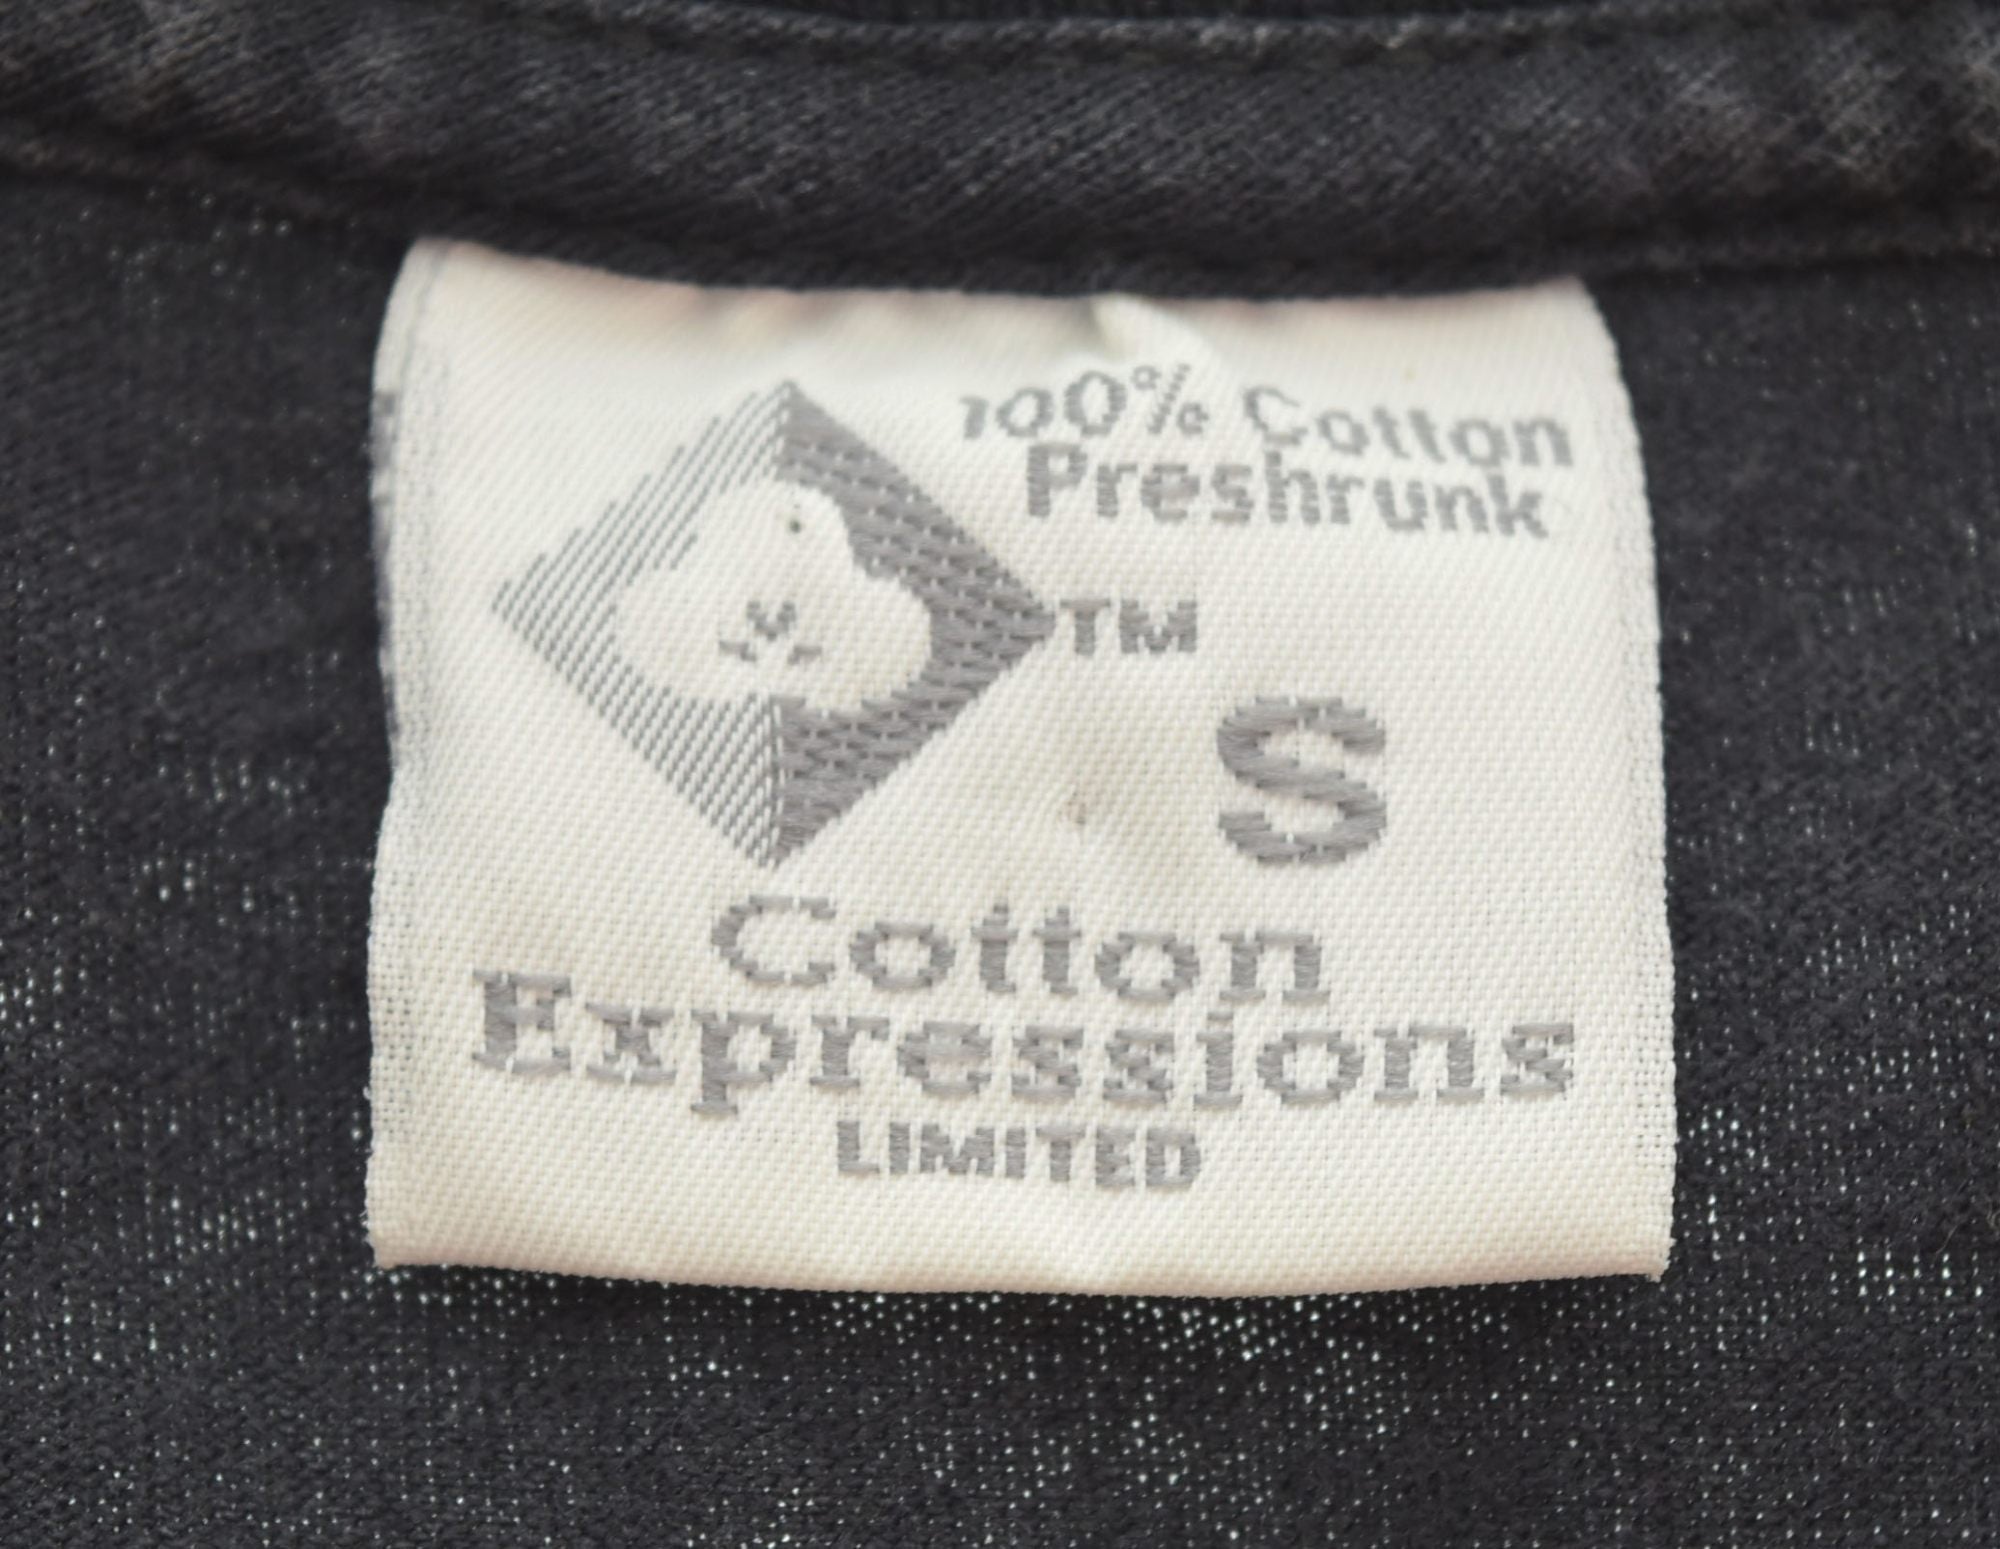 100% Cotton
Preshrunk
TM
S
Cotton
Expressions
LIMITED